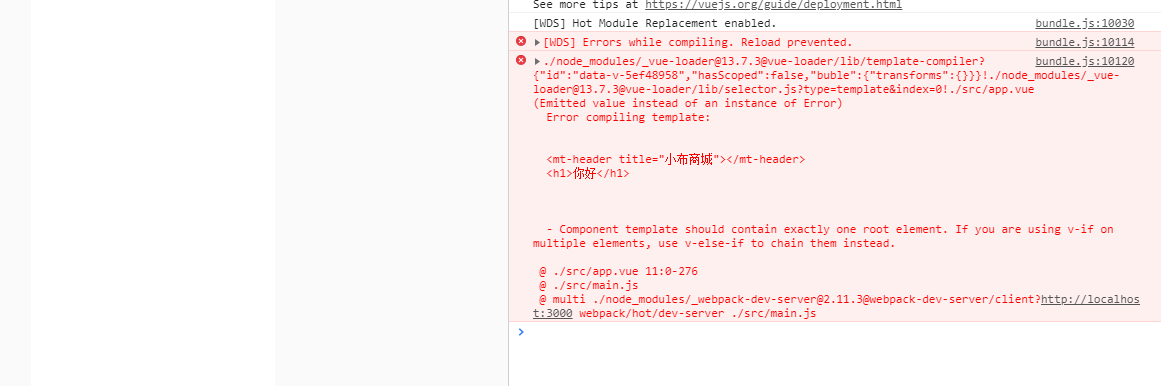 See more tips at https://vuejs.org/guide/deployment.html
[WDS] Hot Module Replacement enabled. bundle.js:10030
[WDS] Errors while compiling. Reload prevented. bundle.js:10114
./node_modules/_vue-loader@13.7.3@vue-loader/lib/template-compiler? bundle.js:10120
{"id":"data-v-5ef48958","hasScoped":false,"buble":{"transforms":{}}}!./node_modules/_vue-
loader@13.7.3@vue-loader/lib/selector.js?type=template&index=0!./src/app.vue
(Emitted value instead of an instance of Error)
Error compiling template:
<mt-header title="小布商城"></mt-header>
<h1>你好</h1>
- Component template should contain exactly one root element. If you are using v-if on
multiple elements, use v-else-if to chain them instead.
@ ./src/app.vue 11:0-276
@ ./src/main.js
@ multi ./node_modules/_webpack-dev-server@2.11.3@webpack-dev-server/client?http://localhos
t:3000 webpack/hot/dev-server ./src/main.js